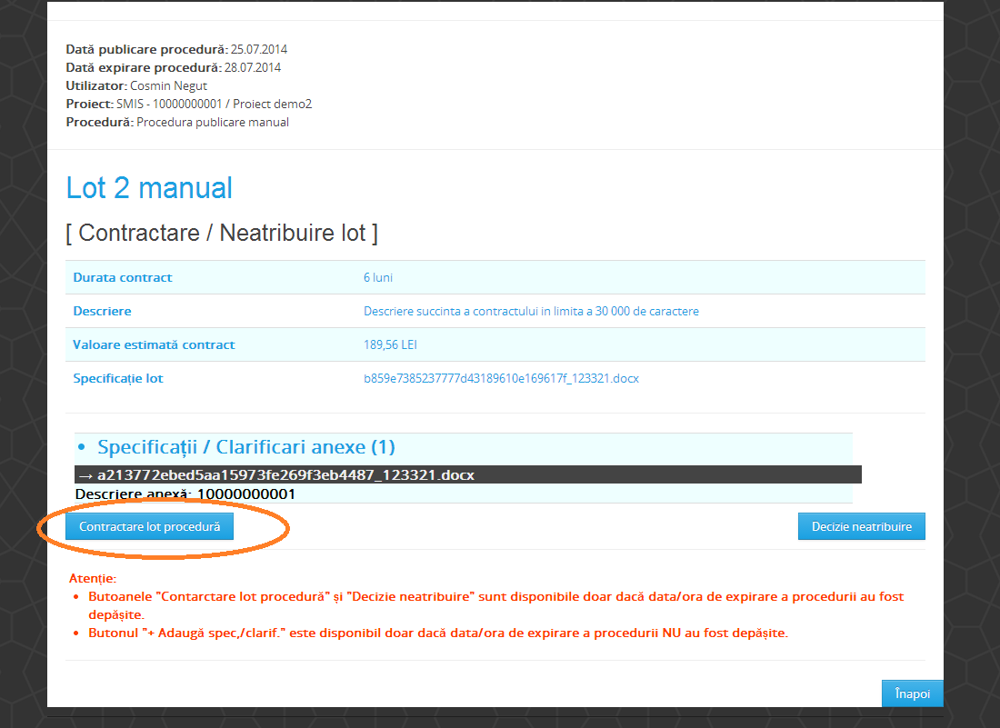 Dată publicare procedură: 25.07.2014
Dată expirare procedură: 28.07.2014
Utilizator: Cosmin Negut
Proiect: SMIS - 10000000001 / Proiect demo2
Procedură: Procedura publicare manual
Lot 2 manual
[ Contractare / Neatribuire lot ]
Durata contract 6 luni
Descriere Descriere succinta a contractului in limita a 30 000 de caractere
Valoare estimată contract 189,56 LEI
Specificație lot b859e7385237777d43189610e169617f_123321.docx
• Specificații / Clarificari anexe (1)
→ a213772ebed5aa15973fe269f3eb4487_123321.docx
Descriere anexă: 10000000001
Contractare lot procedură Decizie neatribuire
Atenție:
• Butoanele "Contarctare lot procedură" și "Decizie neatribuire" sunt disponibile doar dacă data/ora de expirare a procedurii au fost
depășite.
• Butonul "+ Adaugă spec,/clarif." este disponibil doar dacă data/ora de expirare a procedurii NU au fost depășite.
Înapoi